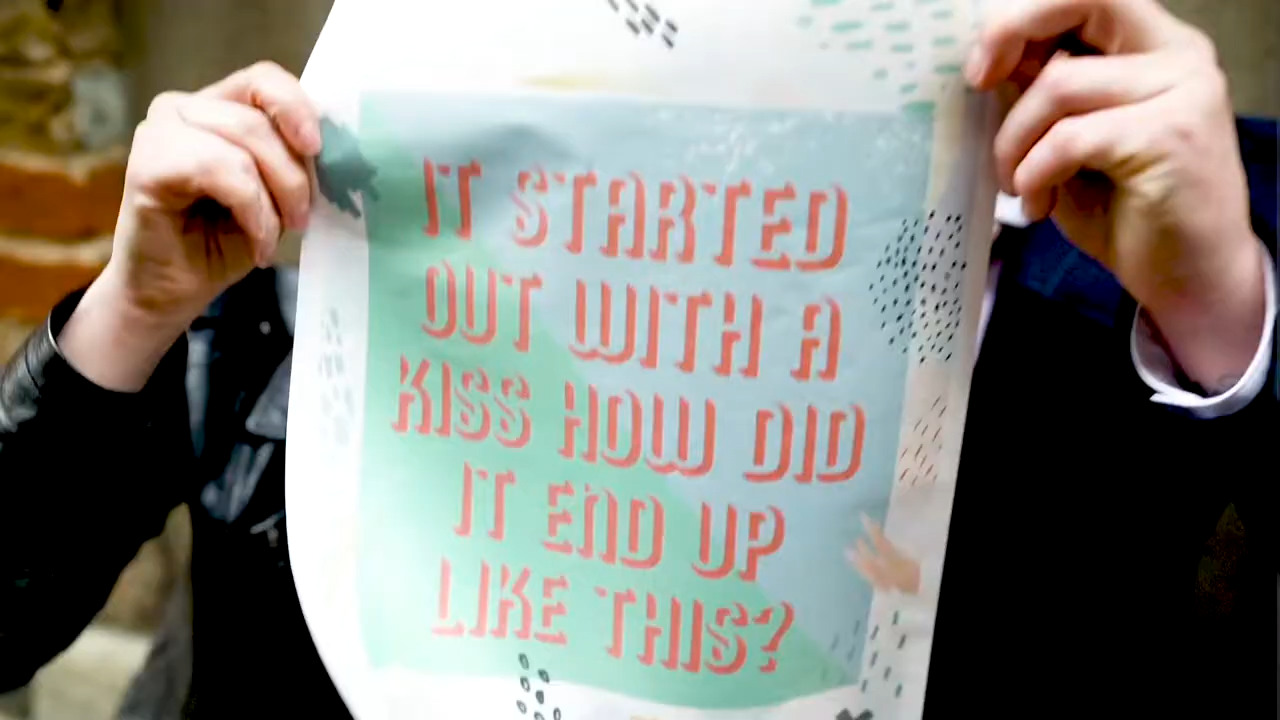 IT STARTED
OUT WITH A
KISS HOW DID
IT END UP
LIKE THIS?